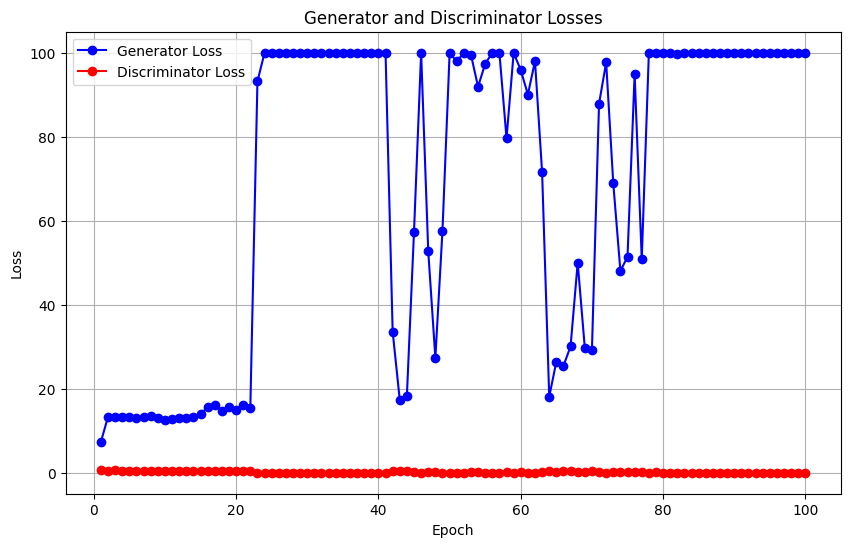 Generator and Discriminator Losses
Generator Loss
Discriminator Loss
100
80
60
40
20
0
Loss
0 20 40 60 80 100
Epoch